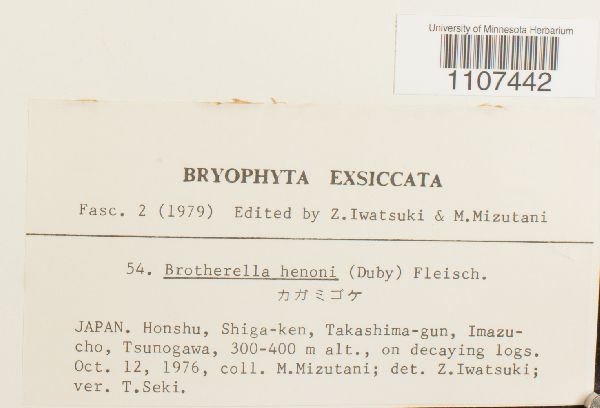 University of Minnesota Herbarium
1107442
BRYOPHYTA EXSICCATA
Fasc. 2 (1979) Edited by Z.Iwatsuki & M.Mizutani
54. Brotherella henoni (Duby) Fleisch.
カガミゴケ
JAPAN. Honshu, Shiga-ken, Takashima-gun, Imazu-
cho, Tsunogawa, 300-400 m alt., on decaying logs.
Oct. 12, 1976, coll. M.Mizutani; det. Z.Iwatsuki;
ver. T.Seki.